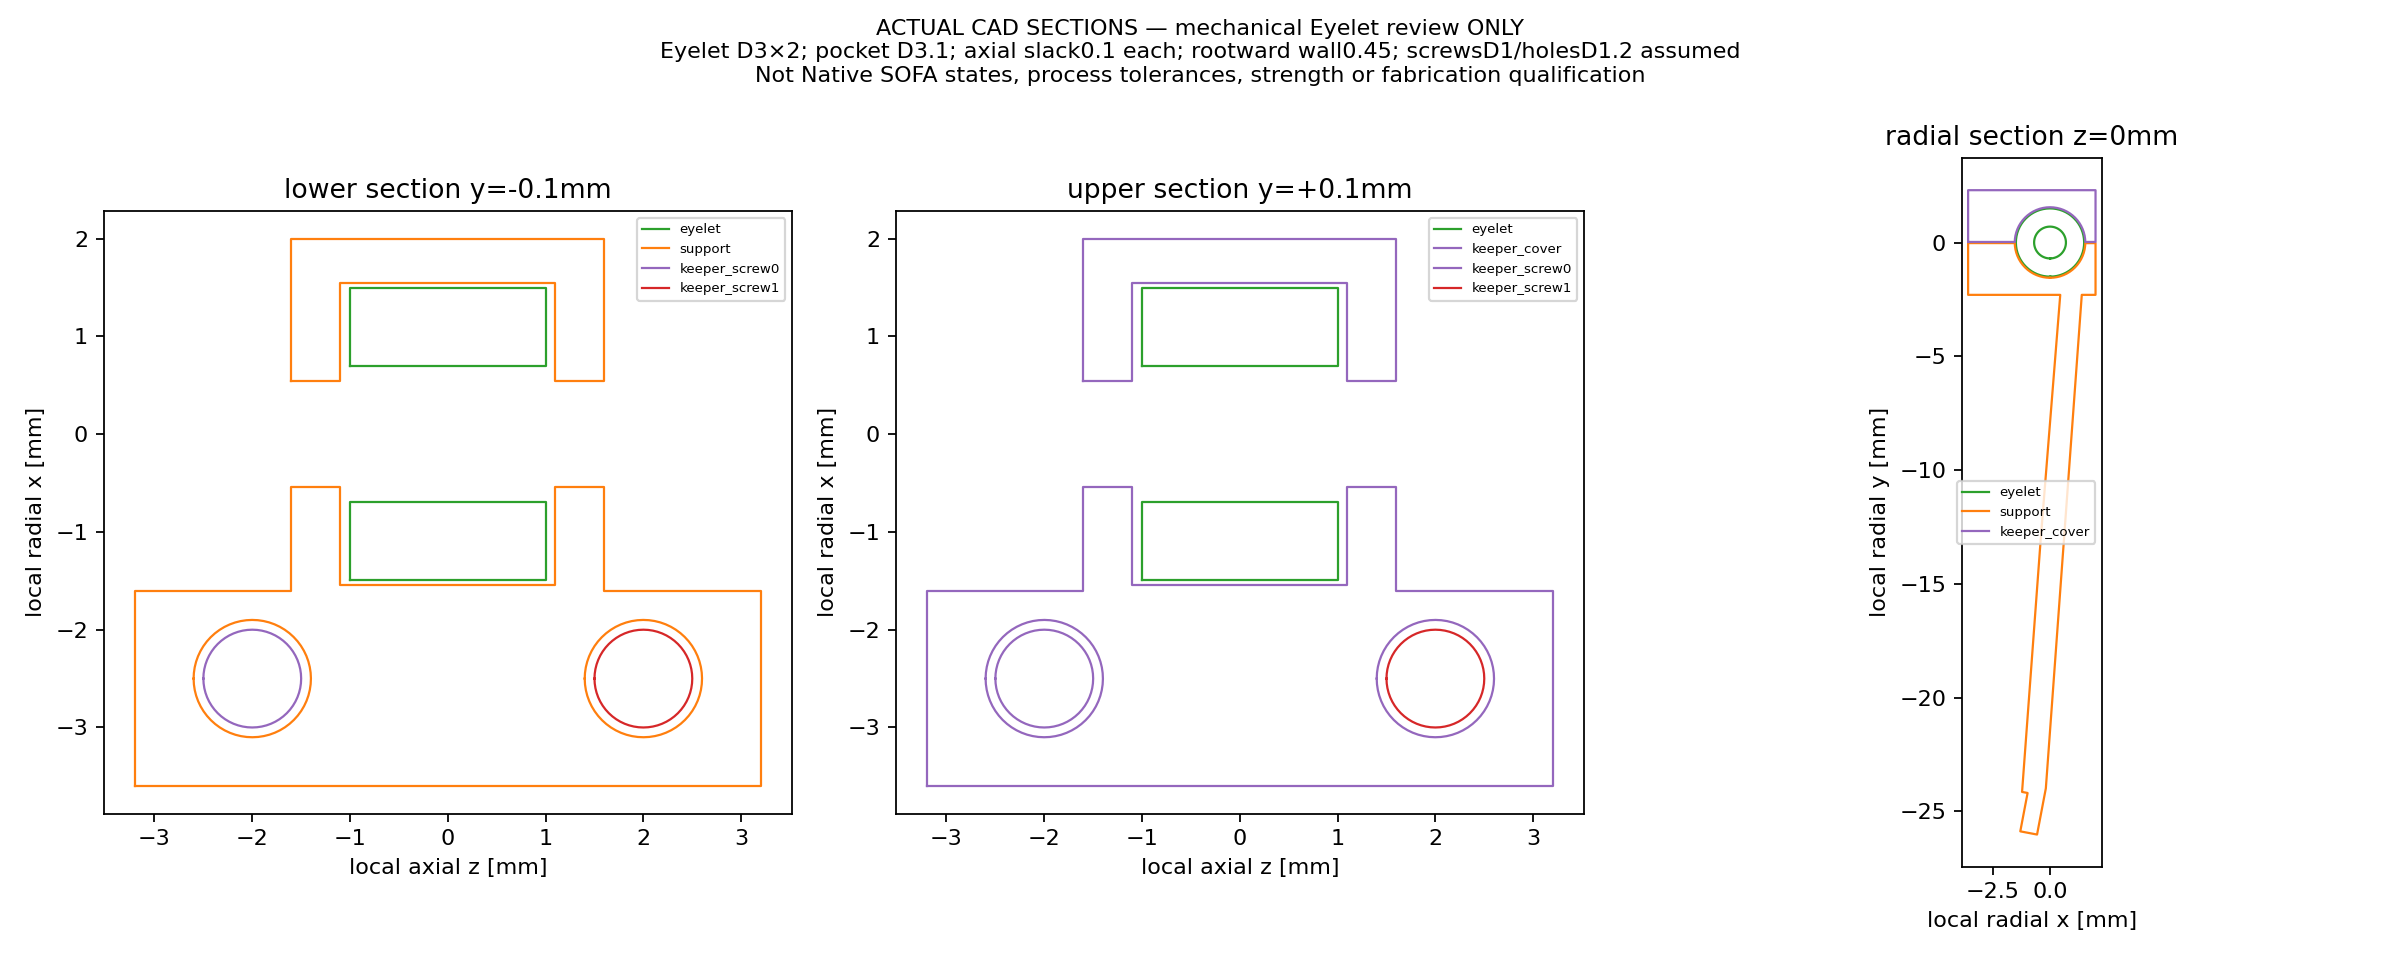 ACTUAL CAD SECTIONS — mechanical Eyelet review ONLY
Eyelet D3×2; pocket D3.1; axial slack0.1 each; rootward wall0.45; screwsD1/holesD1.2 assumed
Not Native SOFA states, process tolerances, strength or fabrication qualification
lower section y=-0.1mm
eyelet
support
keeper_screw0
keeper_screw1
2
1
0
−1
−2
−3
local radial x [mm]
−3
−2
−1
0
1
2
3
local axial z [mm]
upper section y=+0.1mm
eyelet
keeper_cover
keeper_screw0
keeper_screw1
2
1
0
−1
−2
−3
local radial x [mm]
−3
−2
−1
0
1
2
3
local axial z [mm]
radial section z=0mm
0
−5
−10
−15
−20
−25
local radial y [mm]
eyelet
support
keeper_cover
−2.5
0.0
local radial x [mm]